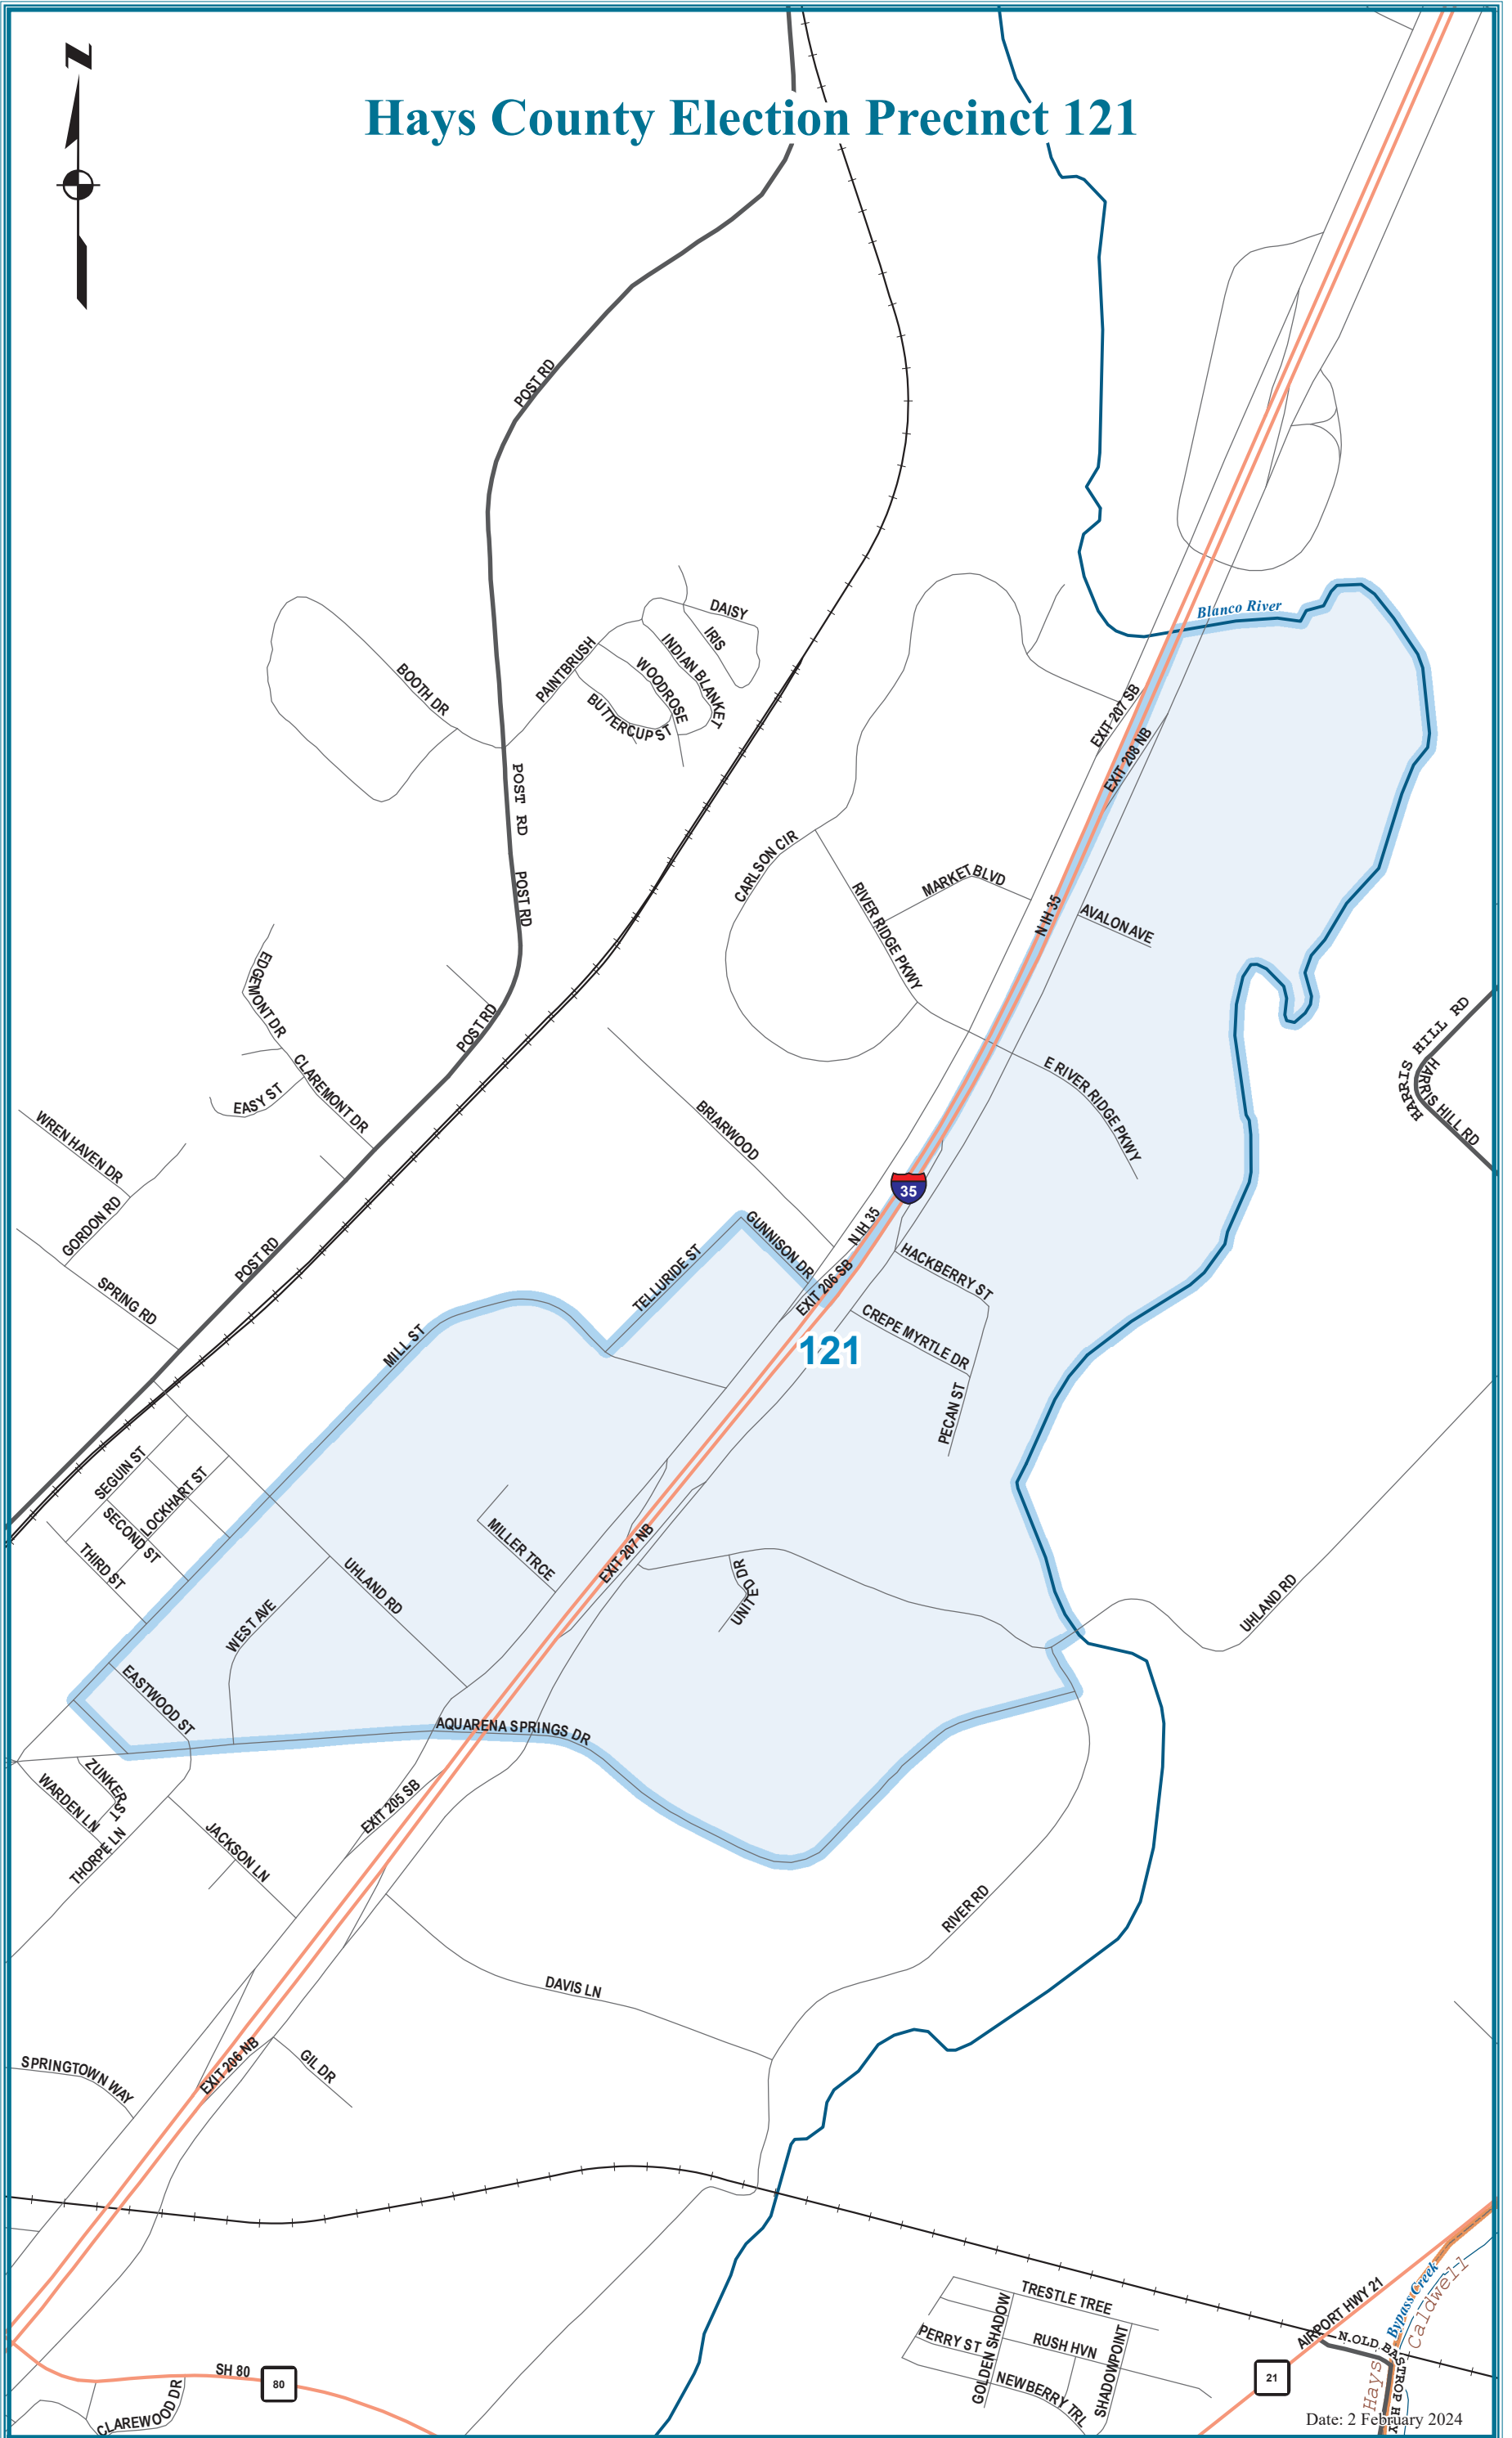 N
Hays County Election Precinct 121
POST RD
Blanco River
DAISY
IRIS
INDIAN BLANKET
WOODROSE
PAINTBRUSH
BUTTERCUP ST
BOOTH DR
EXIT 207 SB
EXIT 208 NB
POST RD
POST RD
CARLSON CIR
MARKET BLVD
RIVER RIDGE PKWY
N IH 35
AVALON AVE
EDGEMONT DR
POST RD
HARRIS HILL RD
HARRIS HILL RD
CLAREMONT DR
EASY ST
E RIVER RIDGE PKWY
BRIARWOOD
WREN HAVEN DR
GORDON RD
35
N IH 35
GUNNISON DR
POST RD
TELLURIDE ST
EXIT 206 SB
HACKBERRY ST
SPRING RD
CREPE MYRTLE DR
MILL ST
121
PECAN ST
SEGUIN ST
LOCKHART ST
SECOND ST
THIRD ST
MILLER TRCE
EXIT 207 NB
UHLAND RD
UNITED DR
UHLAND RD
WEST AVE
EASTWOOD ST
AQUARENA SPRINGS DR
ZUNKER ST
WARDEN LN
EXIT 205 SB
THORPE LN
JACKSON LN
RIVER RD
DAVIS LN
EXIT 206 NB
GIL DR
SPRINGTOWN WAY
TRESTLE TREE
PERRY ST
GOLDEN SHADOW
RUSH HVN
SHADOWPOINT
NEWBERRY TRL
AIRPORT HWY 21
Bypass Creek
Caldwell
Hays
N.OLD BASTROP HWY
21
SH 80
80
CLAREWOOD DR
Date: 2 February 2024